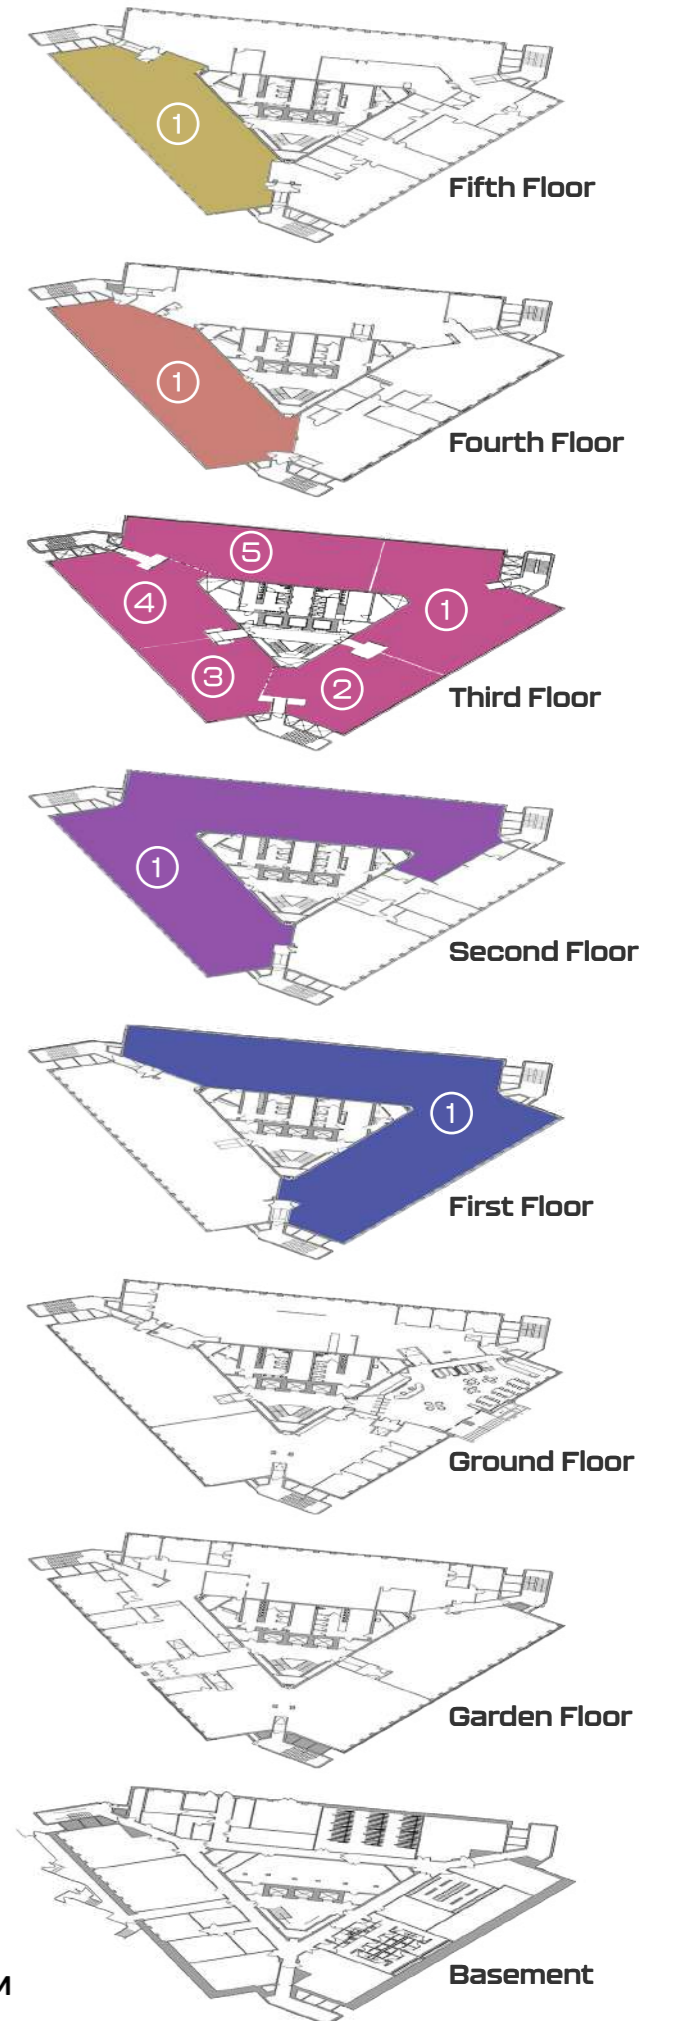 1
Fifth Floor
1
Fourth Floor
5
4
1
3
2
Third Floor
1
Second Floor
1
First Floor
Ground Floor
Garden Floor
Basement
M